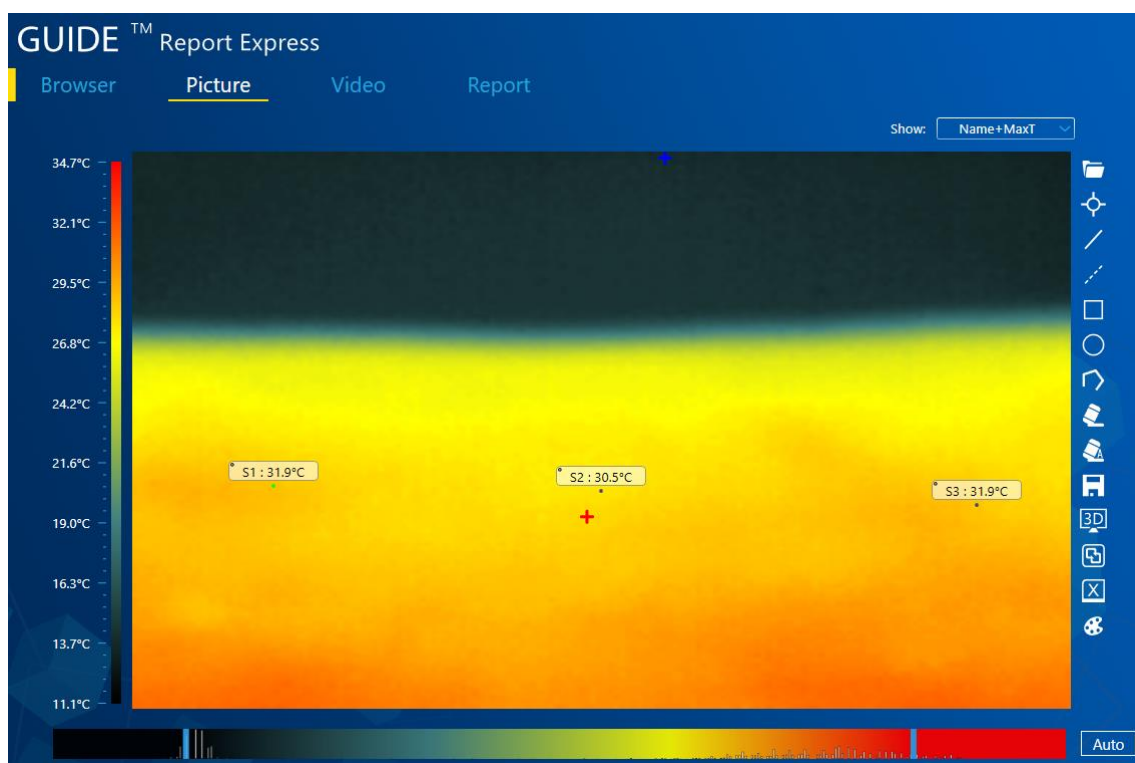 GUIDE ™ Report Express
Browser Picture Video Report
Show: Name+MaxT
34.7°C
32.1°C
29.5°C
26.8°C
24.2°C
21.6°C
S1 : 31.9°C
S2 : 30.5°C
S3 : 31.9°C
19.0°C
3D
16.3°C
13.7°C
11.1°C
Auto